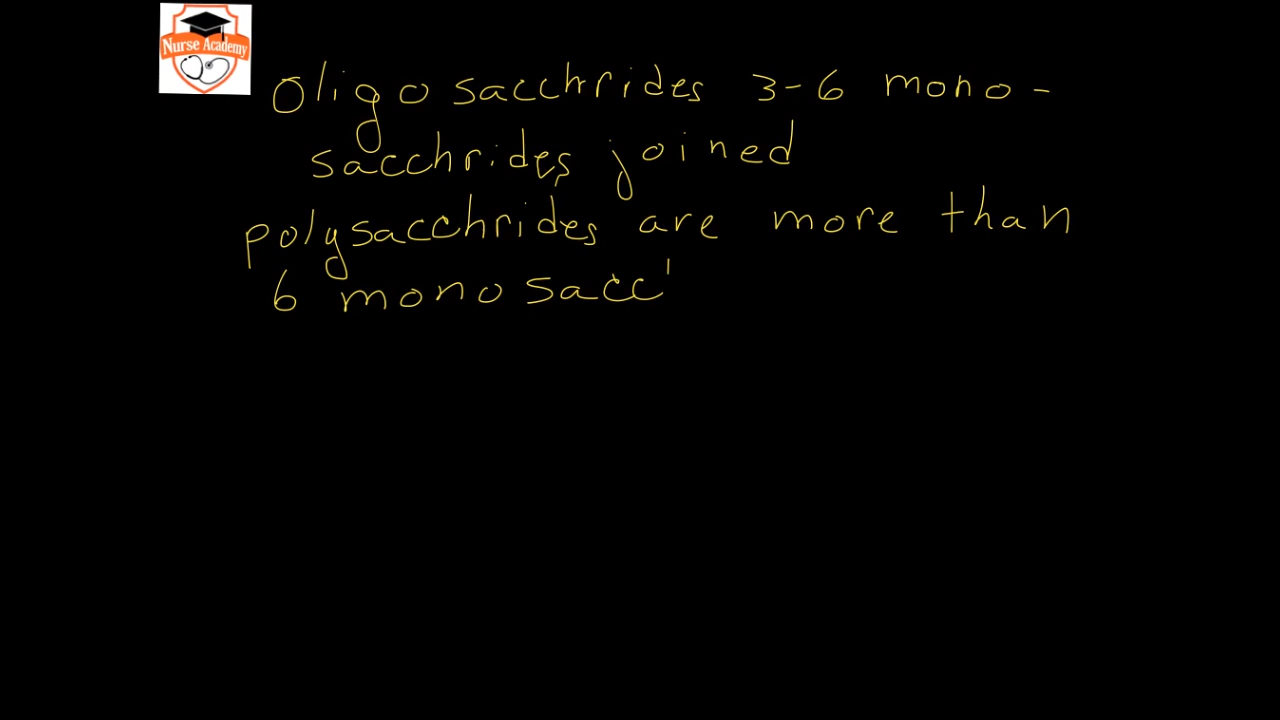 Nurse Academy
Oligosacchrides 3-6 mono-
sacchrides joined
polysacchrides are more than
6 monosacc'